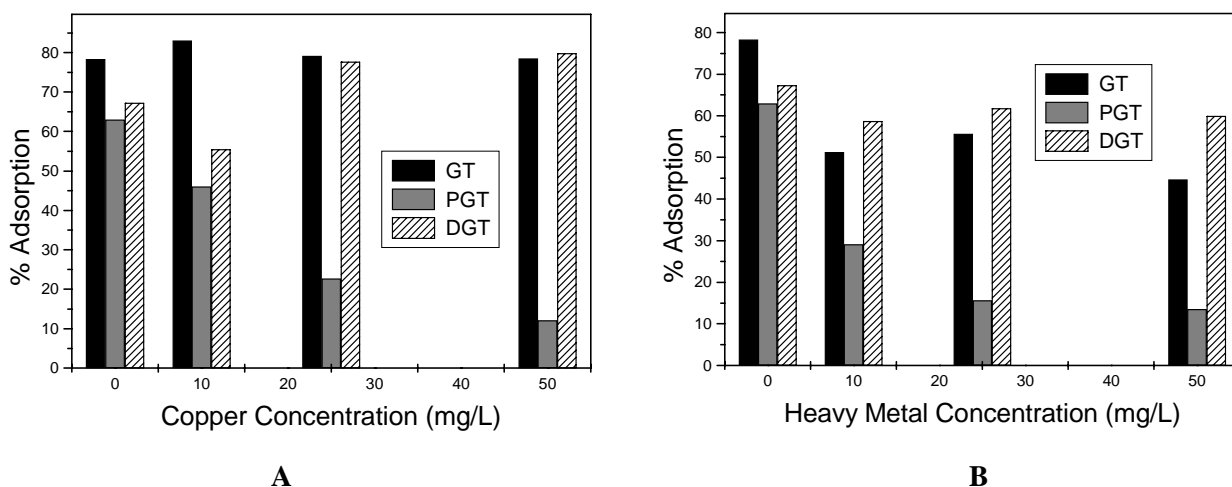 % Adsorption
80
70
60
50
40
30
20
10
0
GT
PGT
DGT
0 10 20 30 40 50
Copper Concentration (mg/L)
A
% Adsorption
80
70
60
50
40
30
20
10
0
GT
PGT
DGT
0 10 20 30 40 50
Heavy Metal Concentration (mg/L)
B